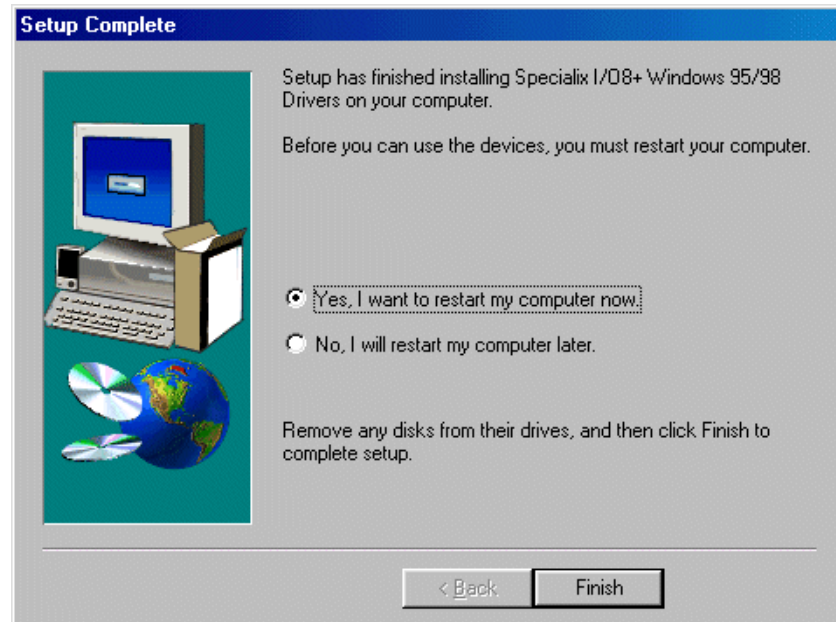 Setup Complete
Setup has finished installing Specialix I/O8+ Windows 95/98
Drivers on your computer.
Before you can use the devices, you must restart your computer.
Yes, I want to restart my computer now.
No, I will restart my computer later.
Remove any disks from their drives, and then click Finish to
complete setup.
< Back
Finish